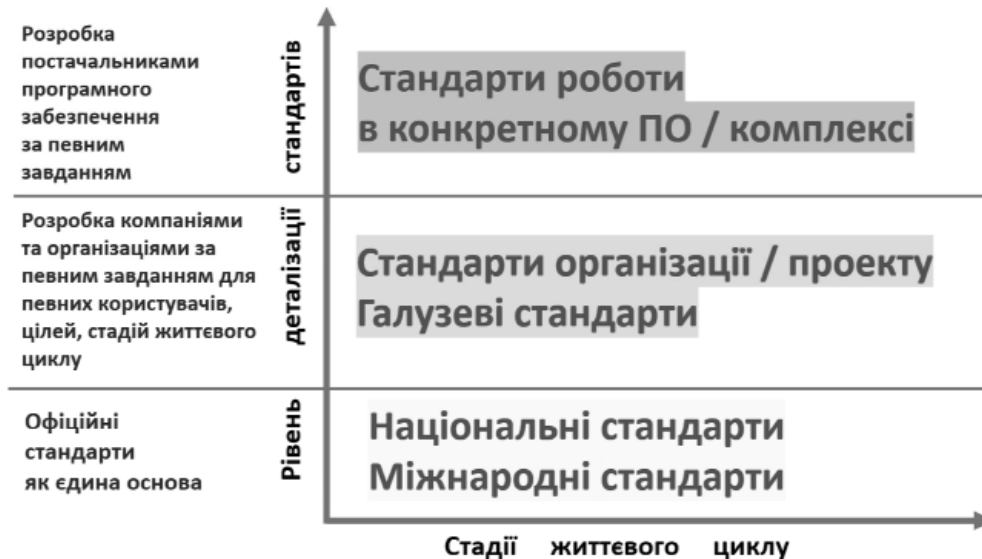 Розробка
постачальниками
програмного
забезпечення
за певним
завданням
Стандарти роботи
в конкретному ПО / комплексі
Розробка компаніями
та організаціями за
певним завданням для
певних користувачів,
цілей, стадій життєвого
циклу
Стандарти організації / проекту
Галузеві стандарти
Офіційні
стандарти
як єдина основа
Національні стандарти
Міжнародні стандарти
Рівень деталізації стандартів
Стадії життєвого циклу